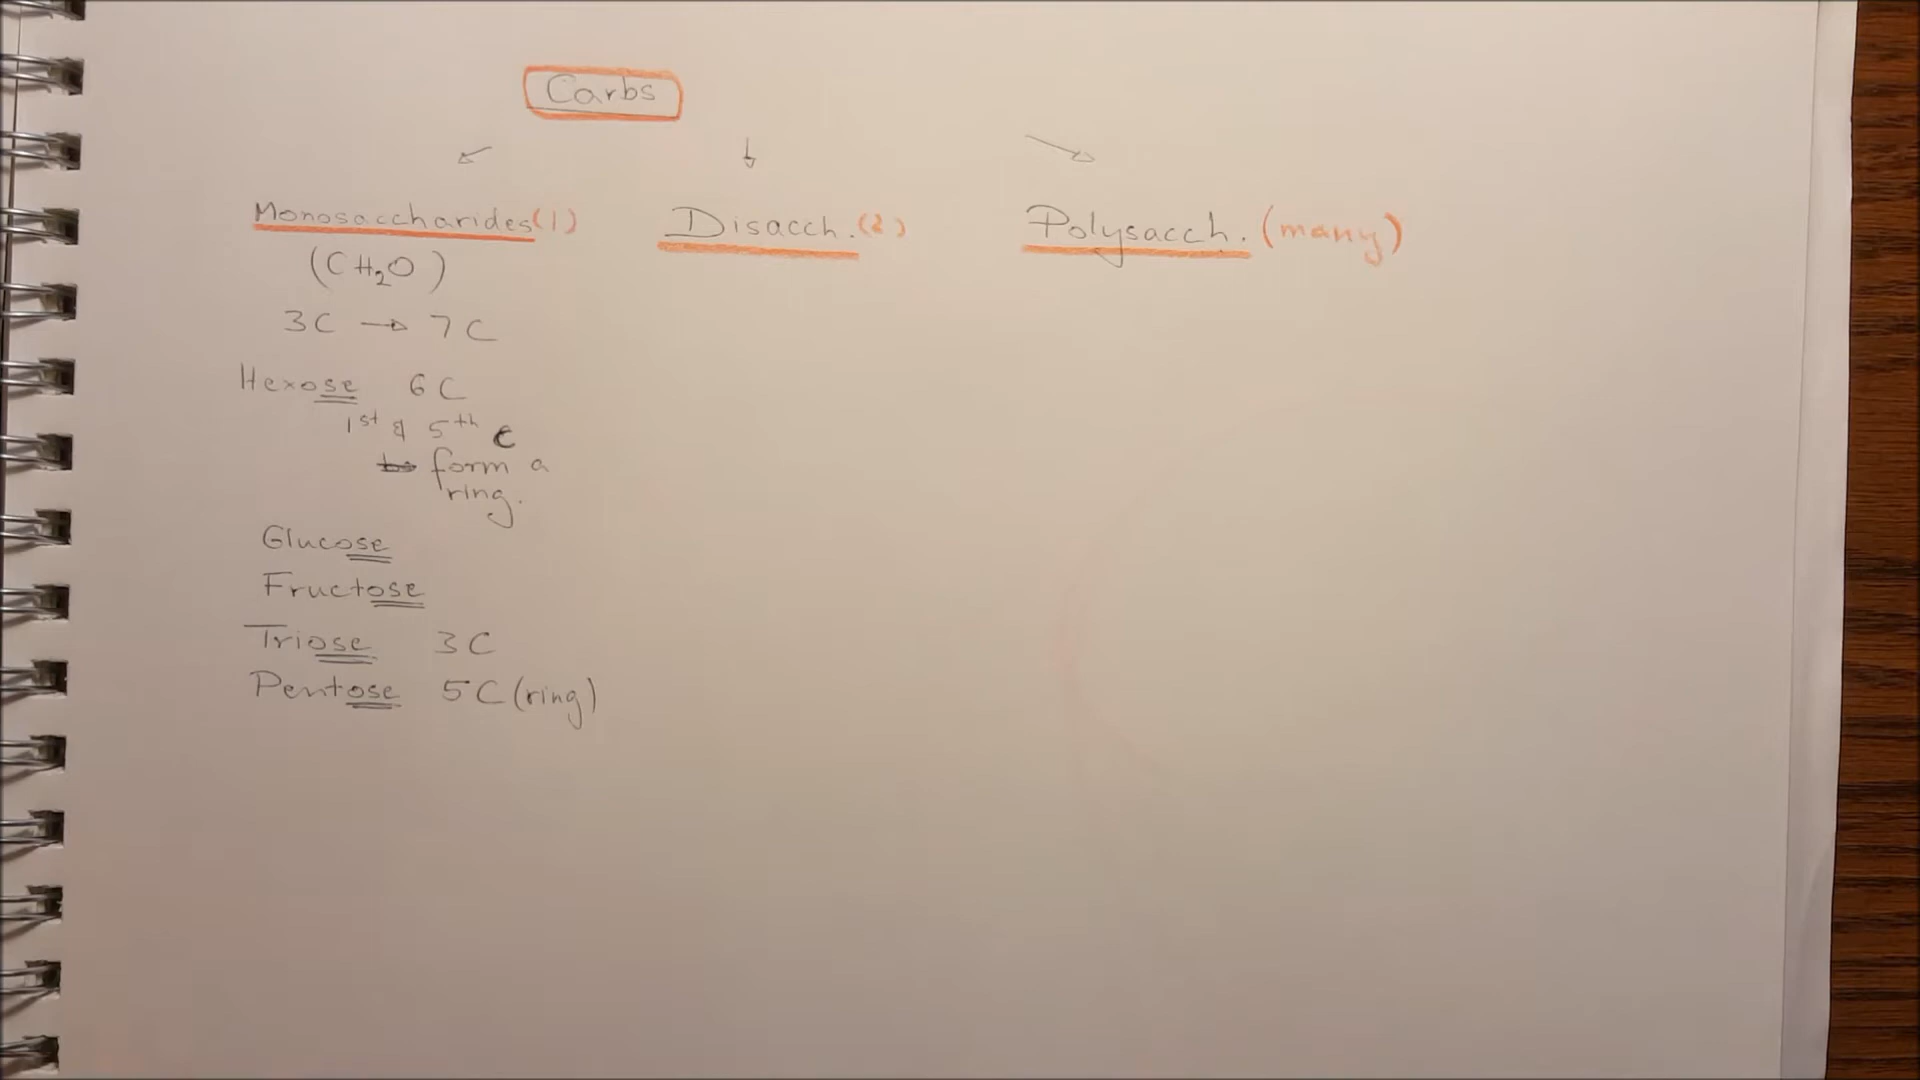 Carbs
Monosaccharides(1)
(CH₂O)
3C → 7C
Hexose 6C
1st & 5th C
form a
ring.
Glucose
Fructose
Triose 3C
Pentose 5C (ring)
Disacch. (2)
Polysacch. (many)